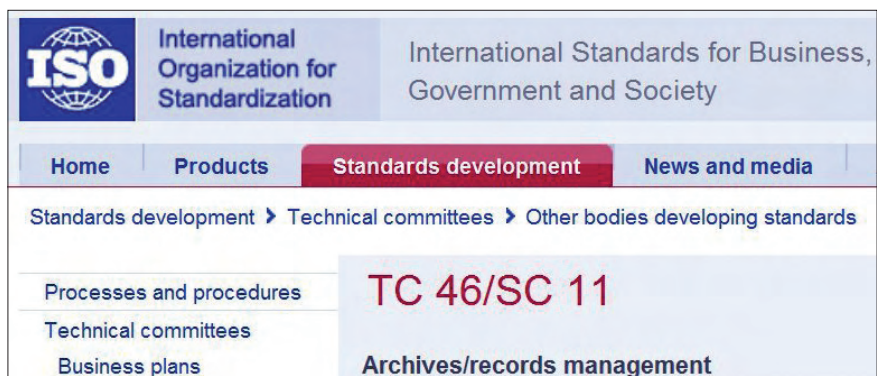 ISO
International
Organization for
Standardization
International Standards for Business,
Government and Society
Home Products Standards development News and media
Standards development > Technical committees > Other bodies developing standards
Processes and procedures
Technical committees
Business plans
TC 46/SC 11
Archives/records management